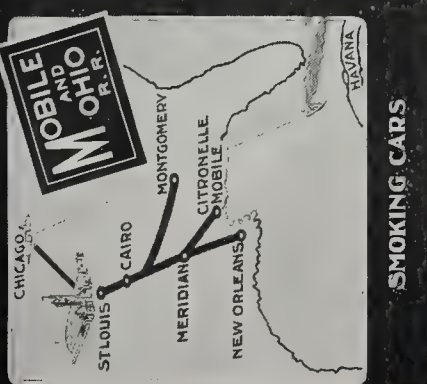 MOBILE
AND
OHIO
R.R.
CHICAGO
ST LOUIS
CAIRO
MONTGOMERY
CITRONELLE
MOBILE
MERIDIAN
NEW ORLEANS
HAVANA
SMOKING CARS